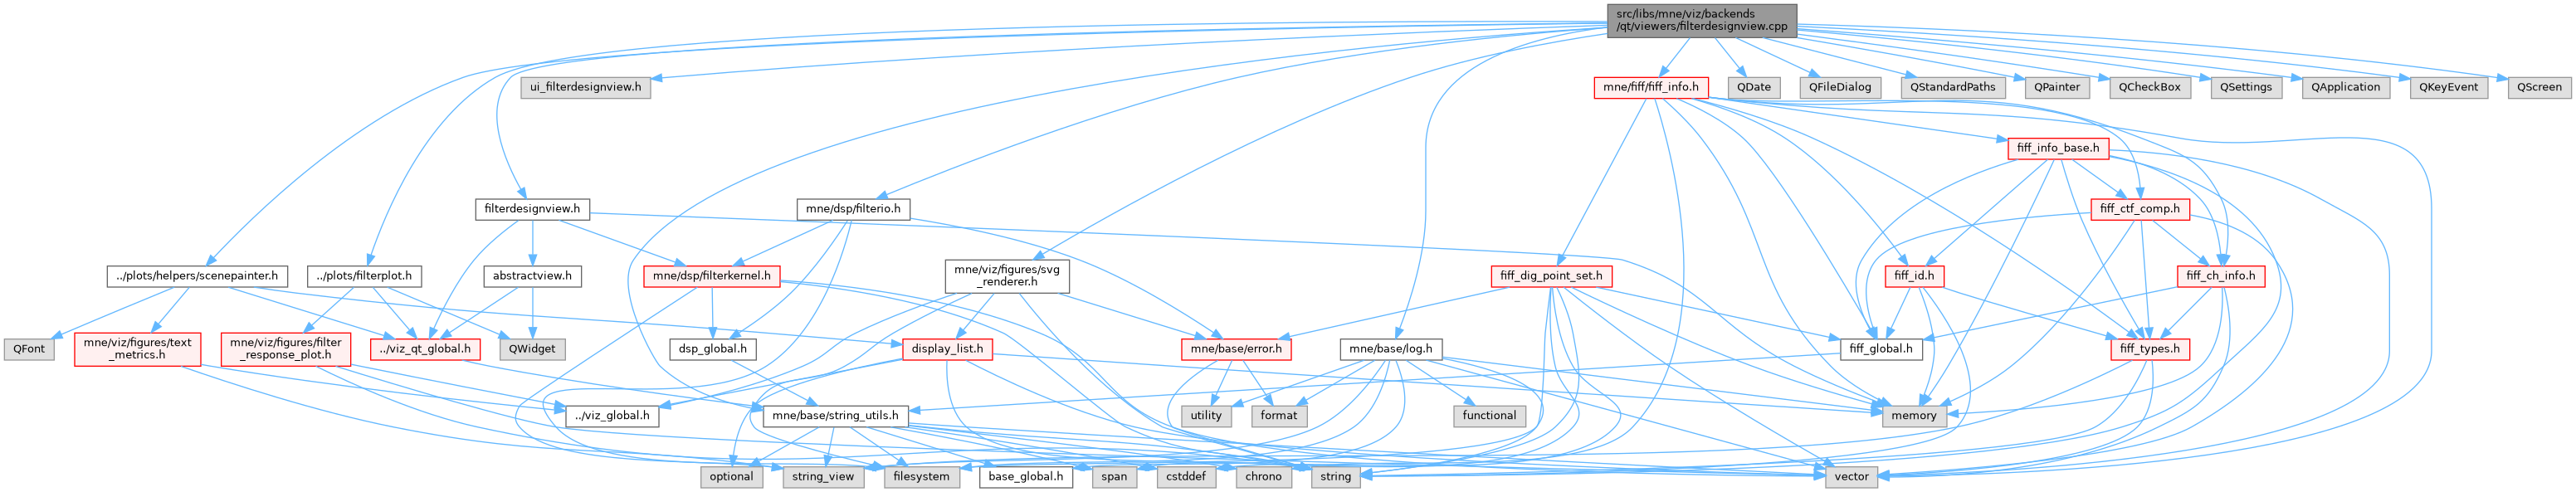 src/libs/mne/viz/backends
/qt/viewers/filterdesignview.cpp
ui_filterdesignview.h
mne/fiff/fiff_info.h
QDate
QFileDialog
QStandardPaths
QPainter
QCheckBox
QSettings
QApplication
QKeyEvent
QScreen
fiff_info_base.h
filterdesignview.h
mne/dsp/filterio.h
fiff_ctf_comp.h
../plots/helpers/scenepainter.h
../plots/filterplot.h
abstractview.h
mne/dsp/filterkernel.h
mne/viz/figures/svg
_renderer.h
fiff_dig_point_set.h
fiff_id.h
fiff_ch_info.h
QFont
mne/viz/figures/text
_metrics.h
mne/viz/figures/filter
_response_plot.h
../viz_qt_global.h
QWidget
dsp_global.h
display_list.h
mne/base/error.h
mne/base/log.h
fiff_global.h
fiff_types.h
../viz_global.h
mne/base/string_utils.h
utility
format
functional
memory
optional
string_view
filesystem
base_global.h
span
cstddef
chrono
string
vector